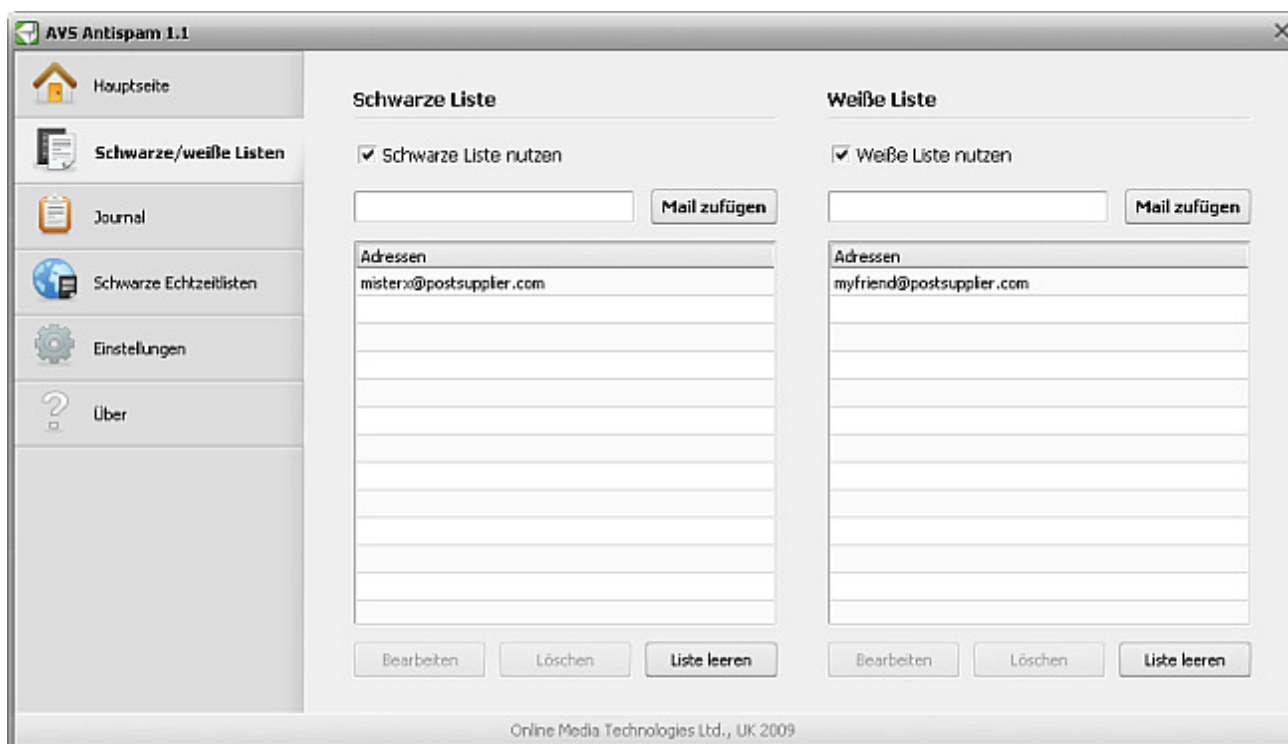 AVS Antispam 1.1
Hauptseite
Schwarze/weiße Listen
Journal
Schwarze Echtzeitlisten
Einstellungen
Über
Schwarze Liste
Schwarze Liste nutzen
Mail zufügen
Adressen
misterx@postsupplier.com
Bearbeiten
Löschen
Liste leeren
Weiße Liste
Weiße Liste nutzen
Mail zufügen
Adressen
myfriend@postsupplier.com
Bearbeiten
Löschen
Liste leeren
Online Media Technologies Ltd., UK 2009